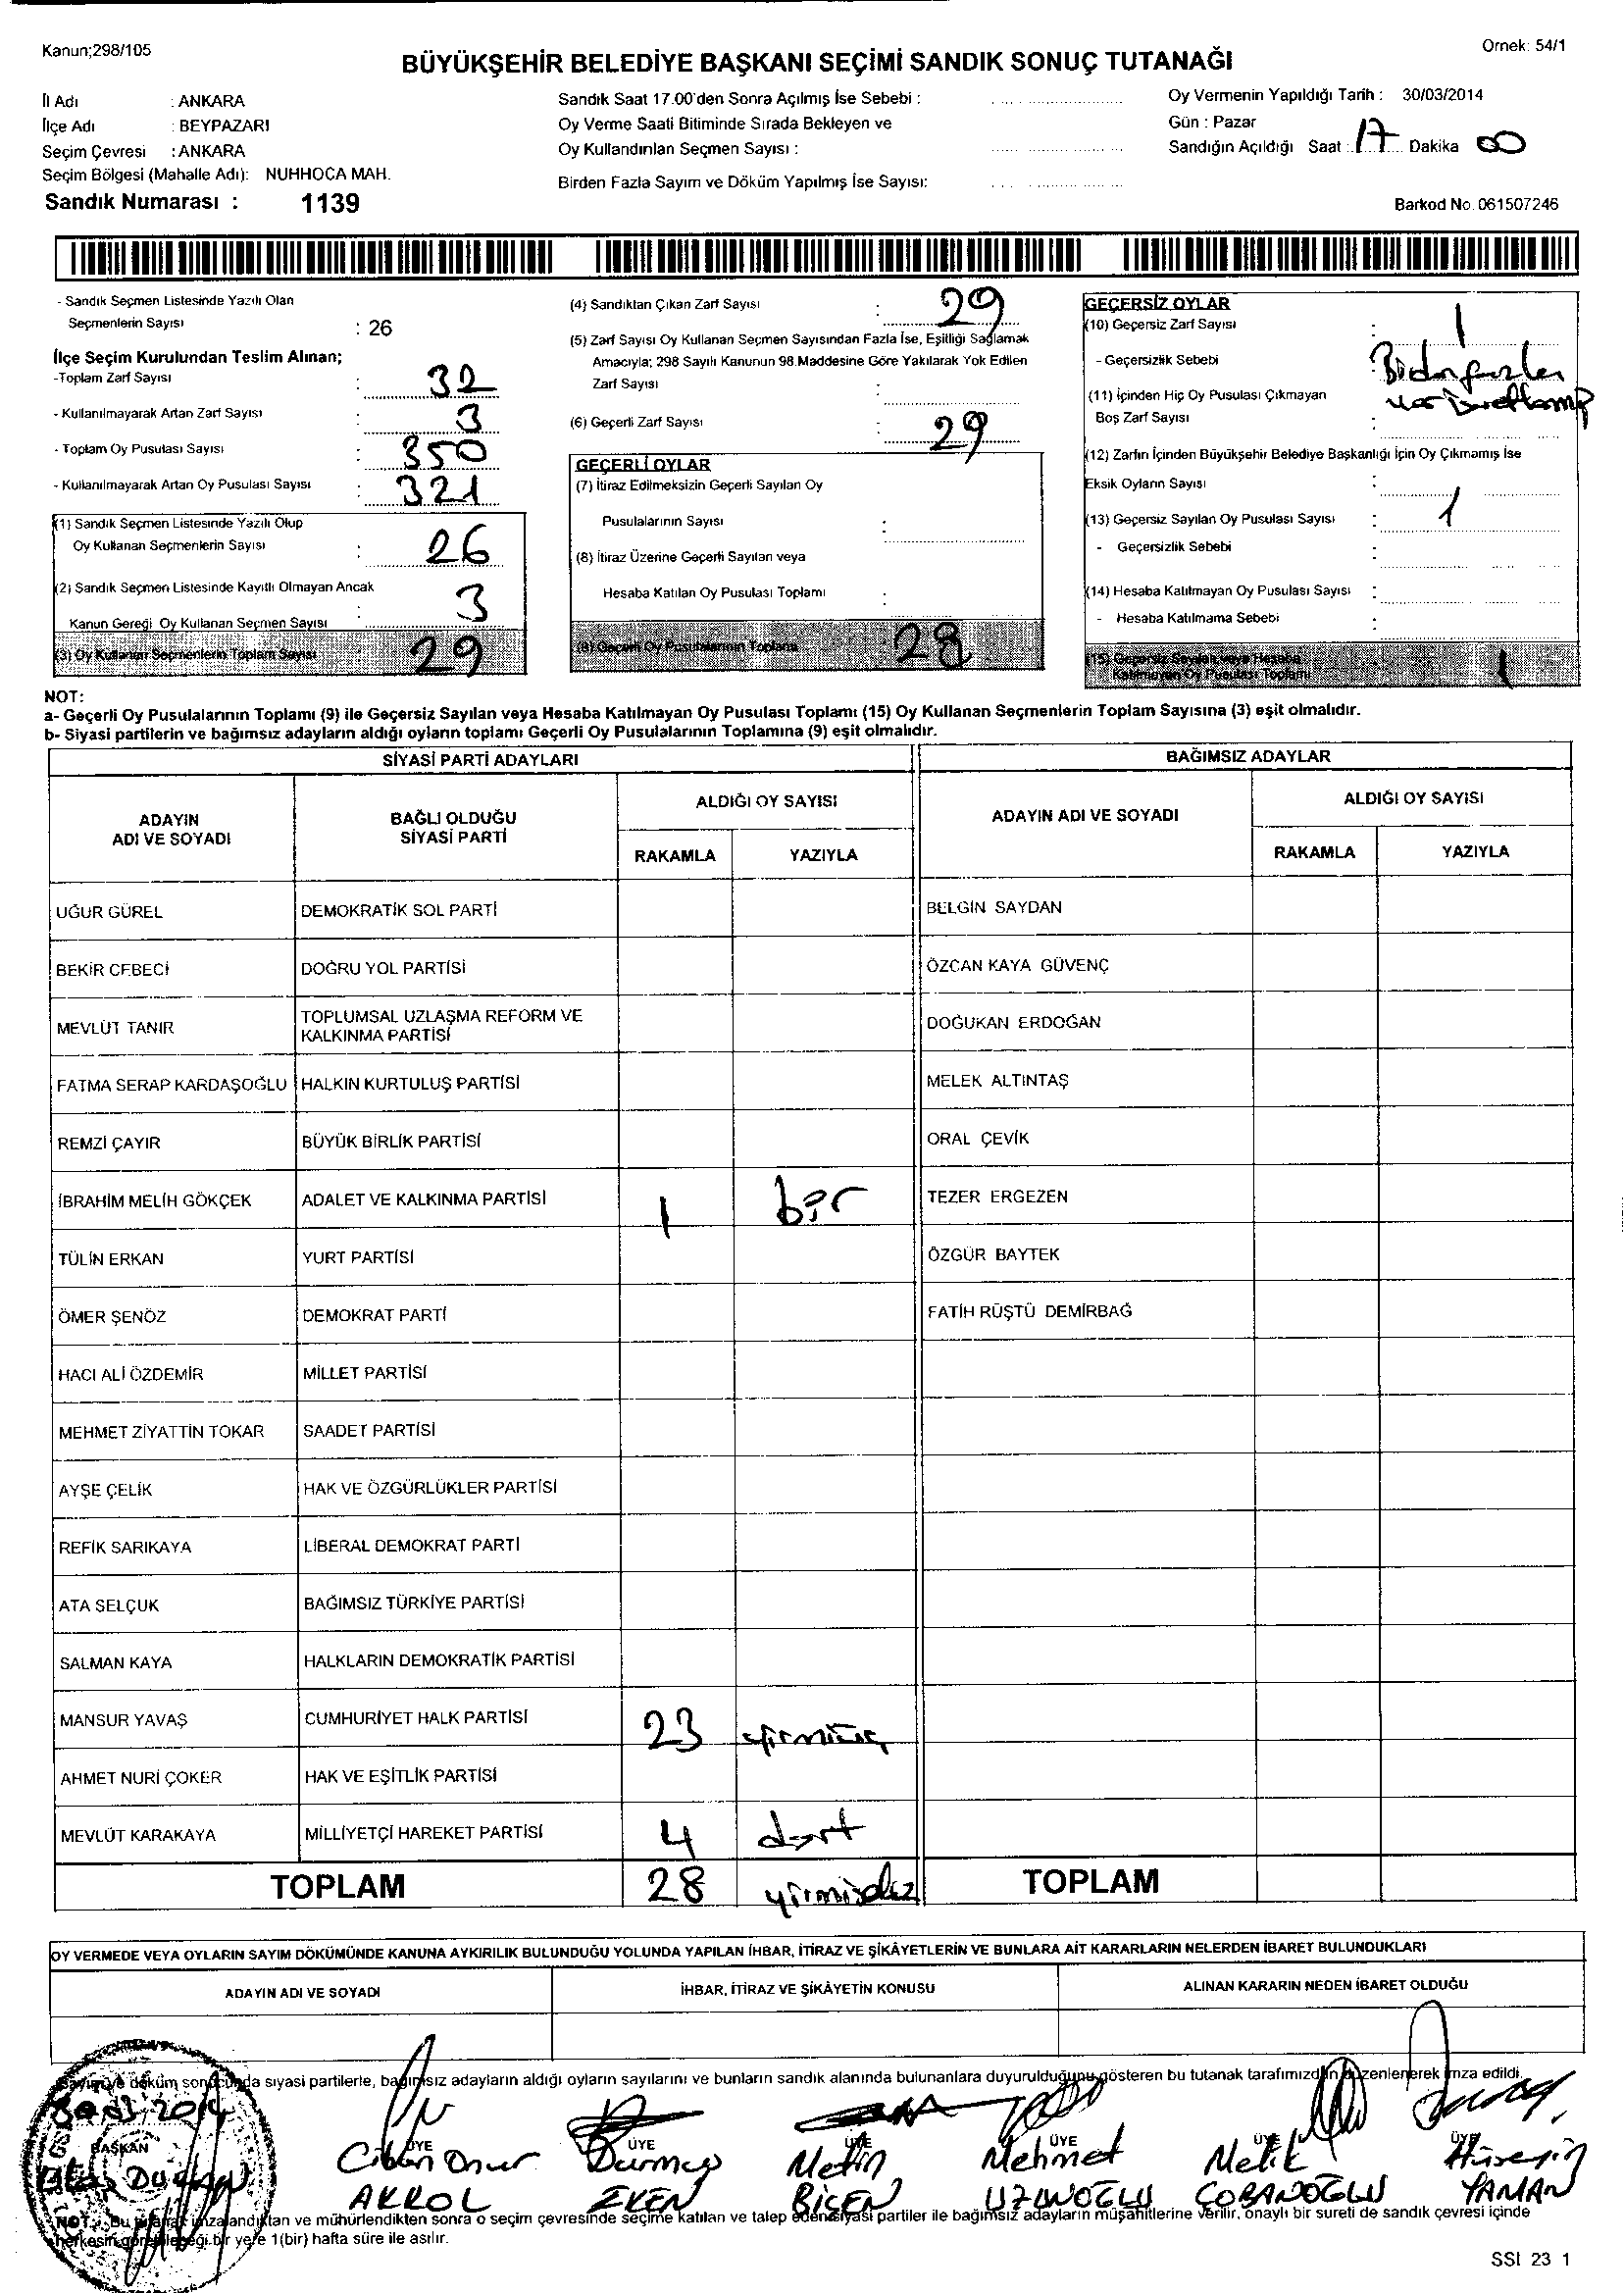 Kanun;298/105
Ornek: 54/1
BÜYÜKŞEHİR BELEDİYE BAŞKANI SEÇİMİ SANDIK SONUÇ TUTANAĞI
İl Adı : ANKARA
İlçe Adı : BEYPAZARI
Seçim Çevresi : ANKARA
Seçim Bölgesi (Mahalle Adı): NUHHOCA MAH.
Sandık Numarası : 1139
Sandık Saat 17.00'den Sonra Açılmış İse Sebebi :
Oy Verme Saati Bitiminde Sırada Bekleyen ve
Oy Kullandırılan Seçmen Sayısı :
Birden Fazla Sayım ve Döküm Yapılmış İse Sayısı:
Oy Vermenin Yapıldığı Tarih : 30/03/2014
Gün : Pazar
Sandığın Açıldığı Saat : 17 Dakika 00
Barkod No. 061507246
- Sandık Seçmen Listesinde Yazılı Olan
Seçmenlerin Sayısı : 26
İlçe Seçim Kurulundan Teslim Alınan;
-Toplam Zarf Sayısı : 32
- Kullanılmayarak Artan Zarf Sayısı : 3
- Toplam Oy Pusulası Sayısı : 350
- Kullanılmayarak Artan Oy Pusulası Sayısı : 321
(1) Sandık Seçmen Listesinde Yazılı Olup
Oy Kullanan Seçmenlerin Sayısı : 26
(2) Sandık Seçmen Listesinde Kayıtlı Olmayan Ancak
Kanun Gereği Oy Kullanan Seçmen Sayısı : 3
(3) Oy Kullanan Seçmenlerin Toplam Sayısı 29
(4) Sandıktan Çıkan Zarf Sayısı : 29
(5) Zarf Sayısı Oy Kullanan Seçmen Sayısından Fazla İse, Eşitliği Sağlamak
Amacıyla; 298 Sayılı Kanunun 98.Maddesine Göre Yakılarak Yok Edilen
Zarf Sayısı :
(6) Geçerli Zarf Sayısı : 29
GEÇERLİ OYLAR
(7) İtiraz Edilmeksizin Geçerli Sayılan Oy
Pusulalarının Sayısı :
(8) İtiraz Üzerine Geçerli Sayılan veya
Hesaba Katılan Oy Pusulası Toplamı :
(9) Geçerli Oy Pusulalarının Toplamı : 28
GEÇERSİZ OYLAR
(10) Geçersiz Zarf Sayısı : 1
- Geçersizlik Sebebi : Birden fazla
(11) İçinden Hiç Oy Pusulası Çıkmayan
Boş Zarf Sayısı :
(12) Zarfın İçinden Büyükşehir Belediye Başkanlığı İçin Oy Çıkmamış İse
Eksik Oyların Sayısı :
(13) Geçersiz Sayılan Oy Pusulası Sayısı : 1
- Geçersizlik Sebebi :
(14) Hesaba Katılmayan Oy Pusulası Sayısı :
- Hesaba Katılmama Sebebi :
(15) Geçersiz Sayılan veya Hesaba
Katılmayan Oy Pusulası Toplamı 1
NOT:
a- Geçerli Oy Pusulalarının Toplamı (9) ile Geçersiz Sayılan veya Hesaba Katılmayan Oy Pusulası Toplamı (15) Oy Kullanan Seçmenlerin Toplam Sayısına (3) eşit olmalıdır.
b- Siyasi partilerin ve bağımsız adayların aldığı oyların toplamı Geçerli Oy Pusulalarının Toplamına (9) eşit olmalıdır.
SİYASİ PARTİ ADAYLARI
ADAYIN ADI VE SOYADI BAĞLI OLDUĞU SİYASİ PARTİ ALDIĞI OY SAYISI
RAKAMLA YAZIYLA
UĞUR GÜREL DEMOKRATİK SOL PARTİ
BEKİR CEBECİ DOĞRU YOL PARTİSİ
MEVLÜT TANIR TOPLUMSAL UZLAŞMA REFORM VE KALKINMA PARTİSİ
FATMA SERAP KARDAŞOĞLU HALKIN KURTULUŞ PARTİSİ
REMZİ ÇAYIR BÜYÜK BİRLİK PARTİSİ
İBRAHİM MELİH GÖKÇEK ADALET VE KALKINMA PARTİSİ 1 bir
TÜLİN ERKAN YURT PARTİSİ
ÖMER ŞENÖZ DEMOKRAT PARTİ
HACI ALİ ÖZDEMİR MİLLET PARTİSİ
MEHMET ZİYATTİN TOKAR SAADET PARTİSİ
AYŞE ÇELİK HAK VE ÖZGÜRLÜKLER PARTİSİ
REFİK SARIKAYA LİBERAL DEMOKRAT PARTİ
ATA SELÇUK BAĞIMSIZ TÜRKİYE PARTİSİ
SALMAN KAYA HALKLARIN DEMOKRATİK PARTİSİ
MANSUR YAVAŞ CUMHURİYET HALK PARTİSİ 23 yirmiüç
AHMET NURİ ÇOKER HAK VE EŞİTLİK PARTİSİ
MEVLÜT KARAKAYA MİLLİYETÇİ HAREKET PARTİSİ 4 dört
TOPLAM 28
BAĞIMSIZ ADAYLAR
ADAYIN ADI VE SOYADI ALDIĞI OY SAYISI
RAKAMLA YAZIYLA
BELGİN SAYDAN
ÖZCAN KAYA GÜVENÇ
DOĞUKAN ERDOĞAN
MELEK ALTINTAŞ
ORAL ÇEVİK
TEZER ERGEZEN
ÖZGÜR BAYTEK
FATİH RÜŞTÜ DEMİRBAĞ
TOPLAM
OY VERMEDE VEYA OYLARIN SAYIM DÖKÜMÜNDE KANUNA AYKIRILIK BULUNDUĞU YOLUNDA YAPILAN İHBAR, İTİRAZ VE ŞİKÂYETLERİN VE BUNLARA AİT KARARLARIN NELERDEN İBARET BULUNDUKLARI
ADAYIN ADI VE SOYADI İHBAR, İTİRAZ VE ŞİKÂYETİN KONUSU ALINAN KARARIN NEDEN İBARET OLDUĞU
Sayım ve döküm sonucunda siyasi partilerle, bağımsız adayların aldığı oyların sayılarını ve bunların sandık alanında bulunanlara duyurulduğunu gösteren bu tutanak tarafımızdan düzenlenerek imza edildi.
BAŞKAN ÜYE ÜYE ÜYE ÜYE ÜYE ÜYE
Onur Durmuş Metin Mehmet Melik Hüseyin
AKKOL EKEN BİÇEN UZUNOĞLU ÇOBANOĞLU YAMAN
NOT : Bu tutanak imzalandıktan ve mühürlendikten sonra o seçim çevresinde seçime katılan ve talep eden siyasi partiler ile bağımsız adayların müşahitlerine verilir, onaylı bir sureti de sandık çevresi içinde
herkesin görebileceği bir yere 1(bir) hafta süre ile asılır.
SSI 23 1